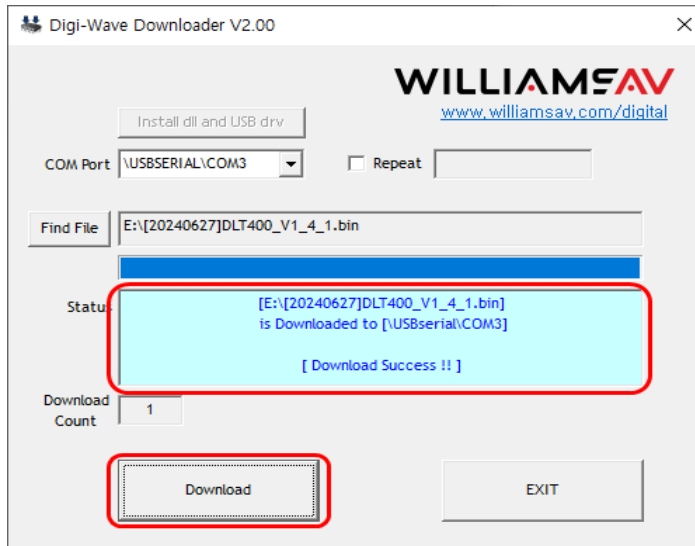 Digi-Wave Downloader V2.00
WILLIAMSAV
www.williamsav.com/digital
Install dll and USB drv
COM Port \USBSERIAL\COM3 Repeat
Find File E:\[20240627]DLT400_V1_4_1.bin
Status [E:\[20240627]DLT400_V1_4_1.bin]
is Downloaded to [\USBserial\COM3]
[ Download Success !! ]
Download
Count 1
Download EXIT